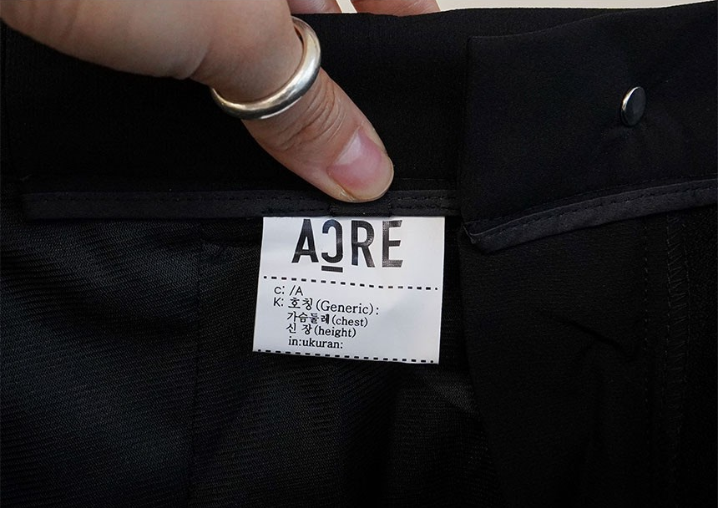 ACRE
c: /A
K: 호칭(Generic):
가슴둘레(chest)
신 장(height)
in:ukuran: